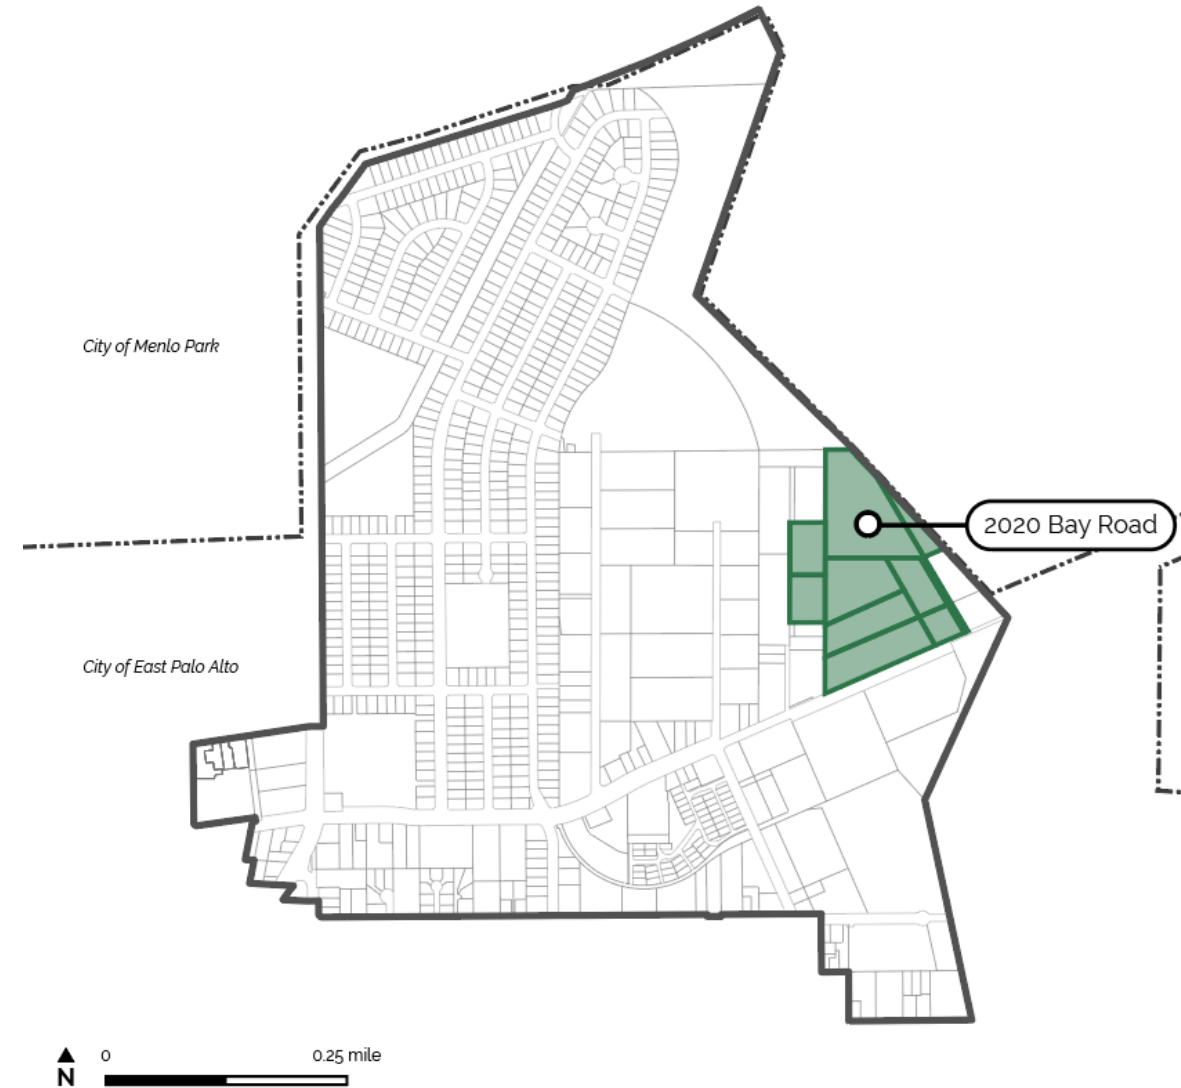 City of Menlo Park
2020 Bay Road
City of East Palo Alto
0 0.25 mile
N